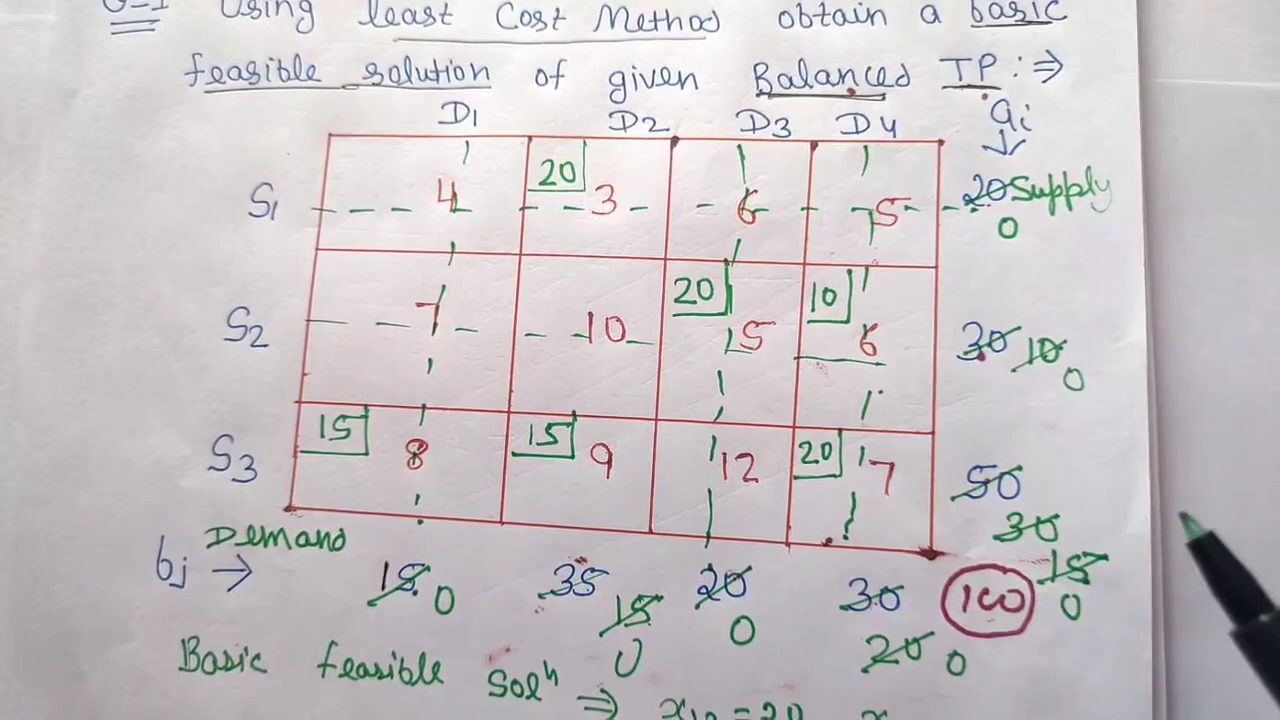 Using least Cost Method obtain a basic
feasible solution of given Balanced TP :⇒
D1 D2 D3 D4 ai ↓
S1 4 20 3 6 5 20 Supply
0
S2 7 10 20 5 10 6 30 10 0
S3 15 8 15 9 12 20 7 50
30
15
0
Demand
bj → 15 0 35 15 0 20 0 30 20 0 100
Basic feasible Solⁿ ⇒ x12 = 20